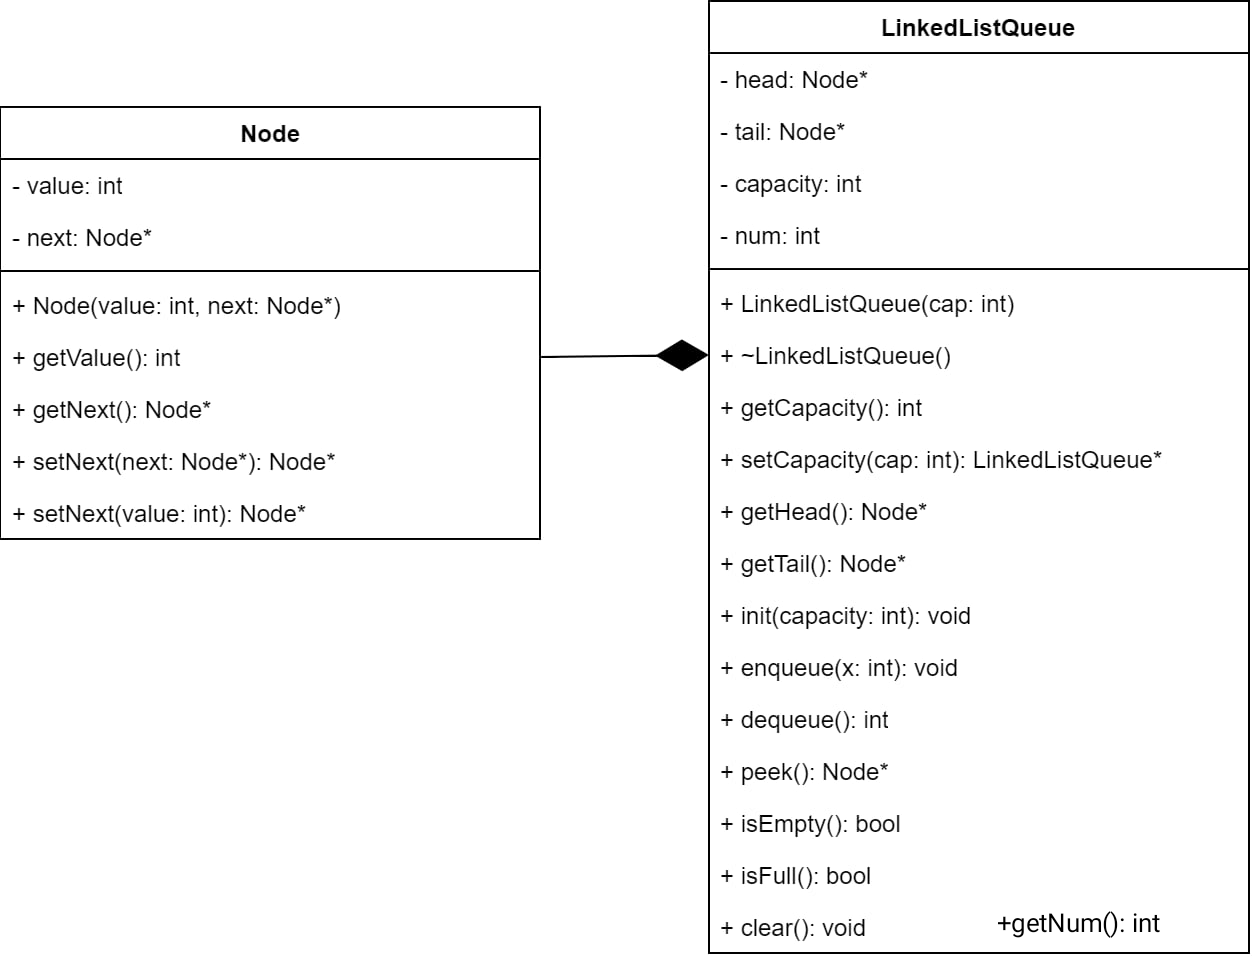 Node
- value: int
- next: Node*
+ Node(value: int, next: Node*)
+ getValue(): int
+ getNext(): Node*
+ setNext(next: Node*): Node*
+ setNext(value: int): Node*
LinkedListQueue
- head: Node*
- tail: Node*
- capacity: int
- num: int
+ LinkedListQueue(cap: int)
+ ~LinkedListQueue()
+ getCapacity(): int
+ setCapacity(cap: int): LinkedListQueue*
+ getHead(): Node*
+ getTail(): Node*
+ init(capacity: int): void
+ enqueue(x: int): void
+ dequeue(): int
+ peek(): Node*
+ isEmpty(): bool
+ isFull(): bool
+ clear(): void
+getNum(): int